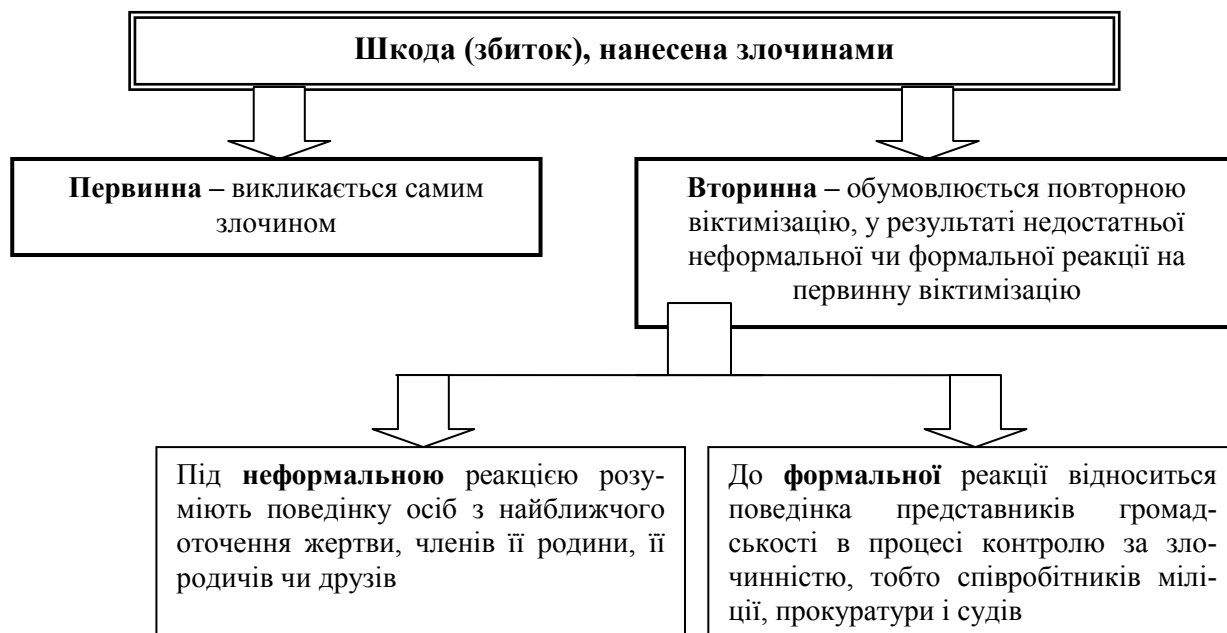 Шкода (збиток), нанесена злочинами
Первинна – викликається самим
злочином
Вторинна – обумовлюється повторною
віктимізацію, у результаті недостатньої
неформальної чи формальної реакції на
первинну віктимізацію
Під неформальною реакцією розу-
міють поведінку осіб з найближчого
оточення жертви, членів її родини, її
родичів чи друзів
До формальної реакції відноситься
поведінка представників громад-
ськості в процесі контролю за зло-
чинністю, тобто співробітників мілі-
ції, прокуратури і судів